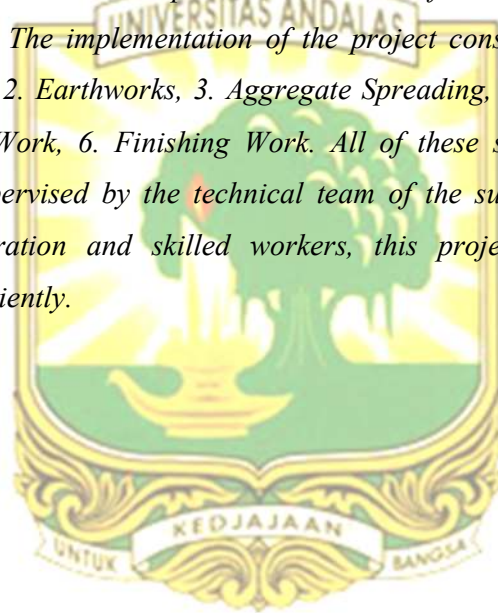 UNIVERSITAS ANDALAS
The implementation of the project cons
2. Earthworks, 3. Aggregate Spreading,
Work, 6. Finishing Work. All of these s
pervised by the technical team of the su
ration and skilled workers, this proje
iently.
KEDJAJAAN
UNTUK
BANGSA